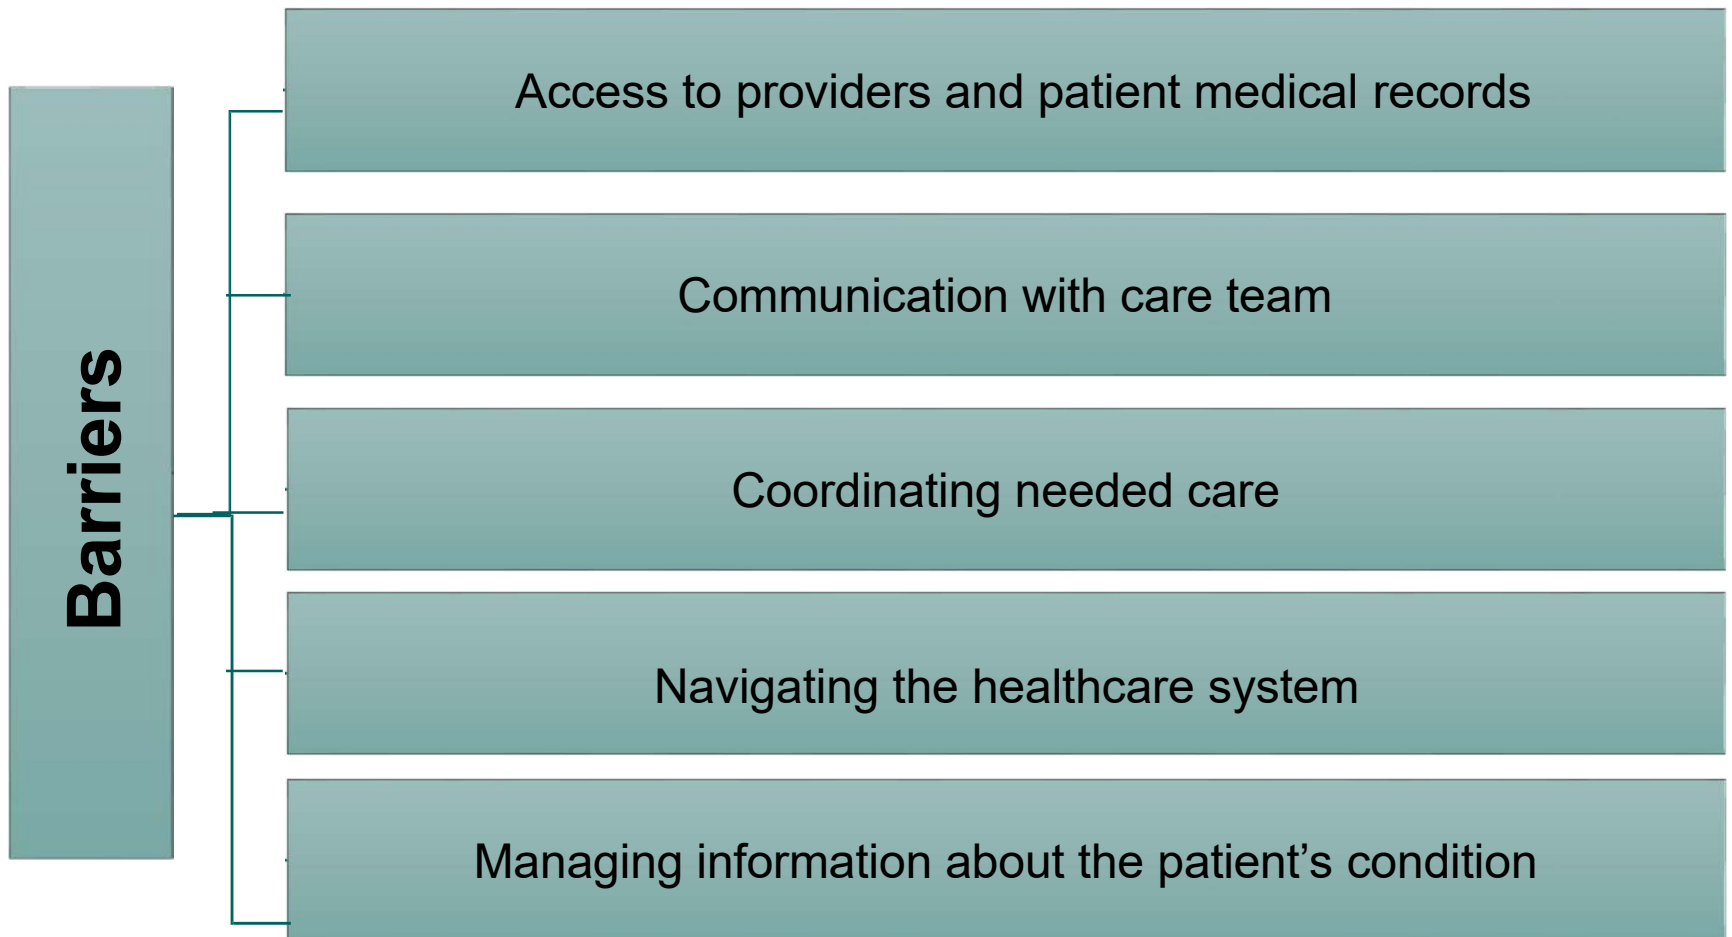 Barriers
Access to providers and patient medical records
Communication with care team
Coordinating needed care
Navigating the healthcare system
Managing information about the patient’s condition